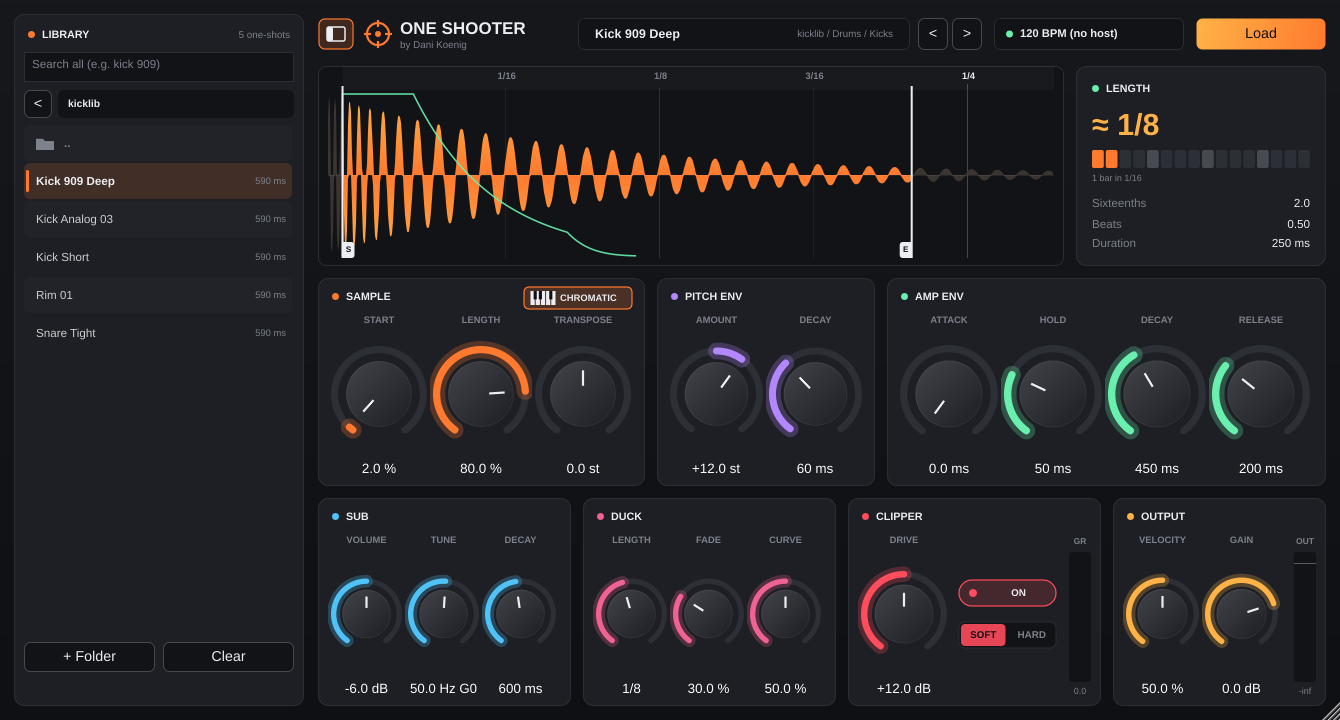 LIBRARY 5 one-shots
Search all (e.g. kick 909)
< kicklib
..
Kick 909 Deep 590 ms
Kick Analog 03 590 ms
Kick Short 590 ms
Rim 01 590 ms
Snare Tight 590 ms
+ Folder Clear
ONE SHOOTER
by Dani Koenig
Kick 909 Deep kicklib / Drums / Kicks
< >
120 BPM (no host)
Load
1/16 1/8 3/16 1/4
S E
LENGTH
≈ 1/8
1 bar in 1/16
Sixteenths 2.0
Beats 0.50
Duration 250 ms
SAMPLE CHROMATIC
START LENGTH TRANSPOSE
2.0 % 80.0 % 0.0 st
PITCH ENV
AMOUNT DECAY
+12.0 st 60 ms
AMP ENV
ATTACK HOLD DECAY RELEASE
0.0 ms 50 ms 450 ms 200 ms
SUB
VOLUME TUNE DECAY
-6.0 dB 50.0 Hz G0 600 ms
DUCK
LENGTH FADE CURVE
1/8 30.0 % 50.0 %
CLIPPER
DRIVE GR
ON
SOFT HARD
+12.0 dB 0.0
OUTPUT
VELOCITY GAIN OUT
50.0 % 0.0 dB -inf